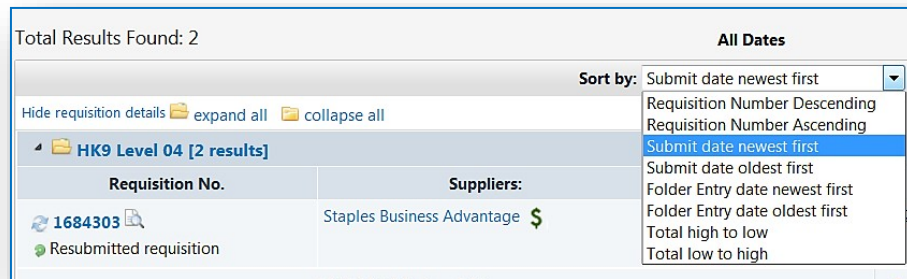 Total Results Found: 2
All Dates
Sort by: Submit date newest first
Hide requisition details expand all collapse all
Requisition Number Descending
Requisition Number Ascending
Submit date newest first
Submit date oldest first
Folder Entry date newest first
Folder Entry date oldest first
Total high to low
Total low to high
HK9 Level 04 [2 results]
Requisition No.
Suppliers:
1684303
Staples Business Advantage $
Resubmitted requisition